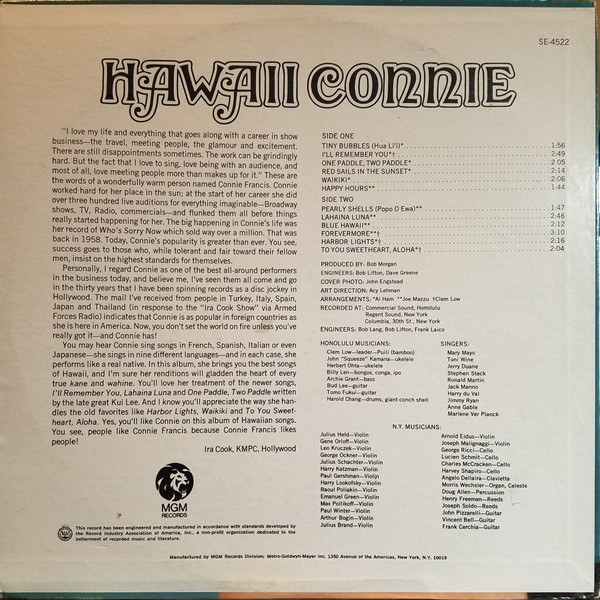 SE-4522
HAWAII CONNIE
"I love my life and everything that goes along with a career in show
business—the travel, meeting people, the glamour and excitement.
There are still disappointments sometimes. The work can be grindingly
hard. But the fact that I love to sing, love being with an audience, and
most of all, love meeting people more than makes up for it." These are
the words of a wonderfully warm person named Connie Francis. Connie
worked hard for her place in the sun; at the start of her career she did
over three hundred live auditions for everything imaginable—Broadway
shows, TV, Radio, commercials—and flunked them all before things
really started happening for her. The big happening in Connie's life was
her record of Who's Sorry Now which sold way over a million. That was
back in 1958. Today, Connie's popularity is greater than ever. You see,
success goes to those who, while tolerant and fair toward their fellow
men, insist on the highest standards for themselves.
Personally, I regard Connie as one of the best all-around performers
in the business today, and believe me, I've seen them all come and go
in the thirty years that I have been spinning records as a disc jockey in
Hollywood. The mail I've received from people in Turkey, Italy, Spain,
Japan and Thailand (in response to the "Ira Cook Show" via Armed
Forces Radio) indicates that Connie is as popular in foreign countries as
she is here in America. Now, you don't set the world on fire unless you've
really got it—and Connie has!
You may hear Connie sing songs in French, Spanish, Italian or even
Japanese—she sings in nine different languages—and in each case, she
performs like a real native. In this album, she brings you the best songs
of Hawaii, and I'm sure her renditions will gladden the heart of every
true kane and wahine. You'll love her treatment of the newer songs,
I'll Remember You, Lahaina Luna and One Paddle, Two Paddle written
by the late great Kui Lee. And I know you'll appreciate the way she han-
dles the old favorites like Harbor Lights, Waikiki and To You Sweet-
heart, Aloha. Yes, you'll like Connie on this album of Hawaiian songs.
You see, people like Connie Francis because Connie Francis likes
people!
Ira Cook, KMPC, Hollywood
MGM
RECORDS
This record has been engineered and manufactured in accordance with standards developed by
the Record Industry Association of America, Inc., a non-profit organization dedicated to the
betterment of recorded music and literature.
SIDE ONE
TINY BUBBLES (Hua Li'i)* 1:56
I'LL REMEMBER YOU*† 2:49
ONE PADDLE, TWO PADDLE* 2:05
RED SAILS IN THE SUNSET* 2:14
WAIKIKI* 2:06
HAPPY HOURS** 1:44
SIDE TWO
PEARLY SHELLS (Popo O Ewa)** 1:47
LAHAINA LUNA** 2:46
BLUE HAWAII** 2:12
FOREVERMORE**† 3:10
HARBOR LIGHTS*† 2:16
TO YOU SWEETHEART, ALOHA*† 2:04
PRODUCED BY: Bob Morgan
ENGINEERS: Bob Lifton, Dave Greene
COVER PHOTO: John Engstead
ART DIRECTION: Acy Lehman
ARRANGEMENTS: *Al Ham **Joe Mazzu †Clem Low
RECORDED AT: Commercial Sound, Honolulu
Regent Sound, New York
Columbia, 30th St., New York
ENGINEERS: Bob Lang, Bob Lifton, Frank Laico
HONOLULU MUSICIANS:
Clem Low—leader—Puili (bamboo)
John "Squeeze" Kamana—ukelele
Herbert Ohta—ukelele
Billy Len—bongos, conga, ipo
Archie Grant—bass
Bud Lee—guitar
Tomo Fukui—guitar
Harold Chang—drums, giant conch shell
SINGERS:
Mary Mayo
Toni Wine
Jerry Duane
Stephen Steck
Ronald Martin
Jack Manno
Harry du Val
Jimmy Ryan
Anne Gable
Marlene Ver Planck
N.Y. MUSICIANS:
Julius Held—Violin
Gene Orloff—Violin
Leo Kruczek—Violin
George Ockner—Violin
Julius Schachter—Violin
Harry Katzman—Violin
Paul Gershman—Violin
Harry Lookofsky—Violin
Raoul Poliakin—Violin
Emanuel Green—Violin
Max Pollikoff—Violin
Paul Winter—Violin
Arthur Bogin—Violin
Julius Brand—Violin
Arnold Eidus—Violin
Joseph Malignaggi—Violin
George Ricci—Cello
Lucien Schmit—Cello
Charles McCracken—Cello
Harvey Shapiro—Cello
Angelo Dellaira—Clavietta
Morris Wechsler—Organ, Celeste
Doug Allen—Percussion
Henry Freeman—Reeds
Joseph Soldo—Reeds
John Pizzarelli—Guitar
Vincent Bell—Guitar
Frank Cerchia—Guitar
Manufactured by MGM Records Division; Metro-Goldwyn-Mayer Inc. 1350 Avenue of the Americas, New York, N.Y. 10019